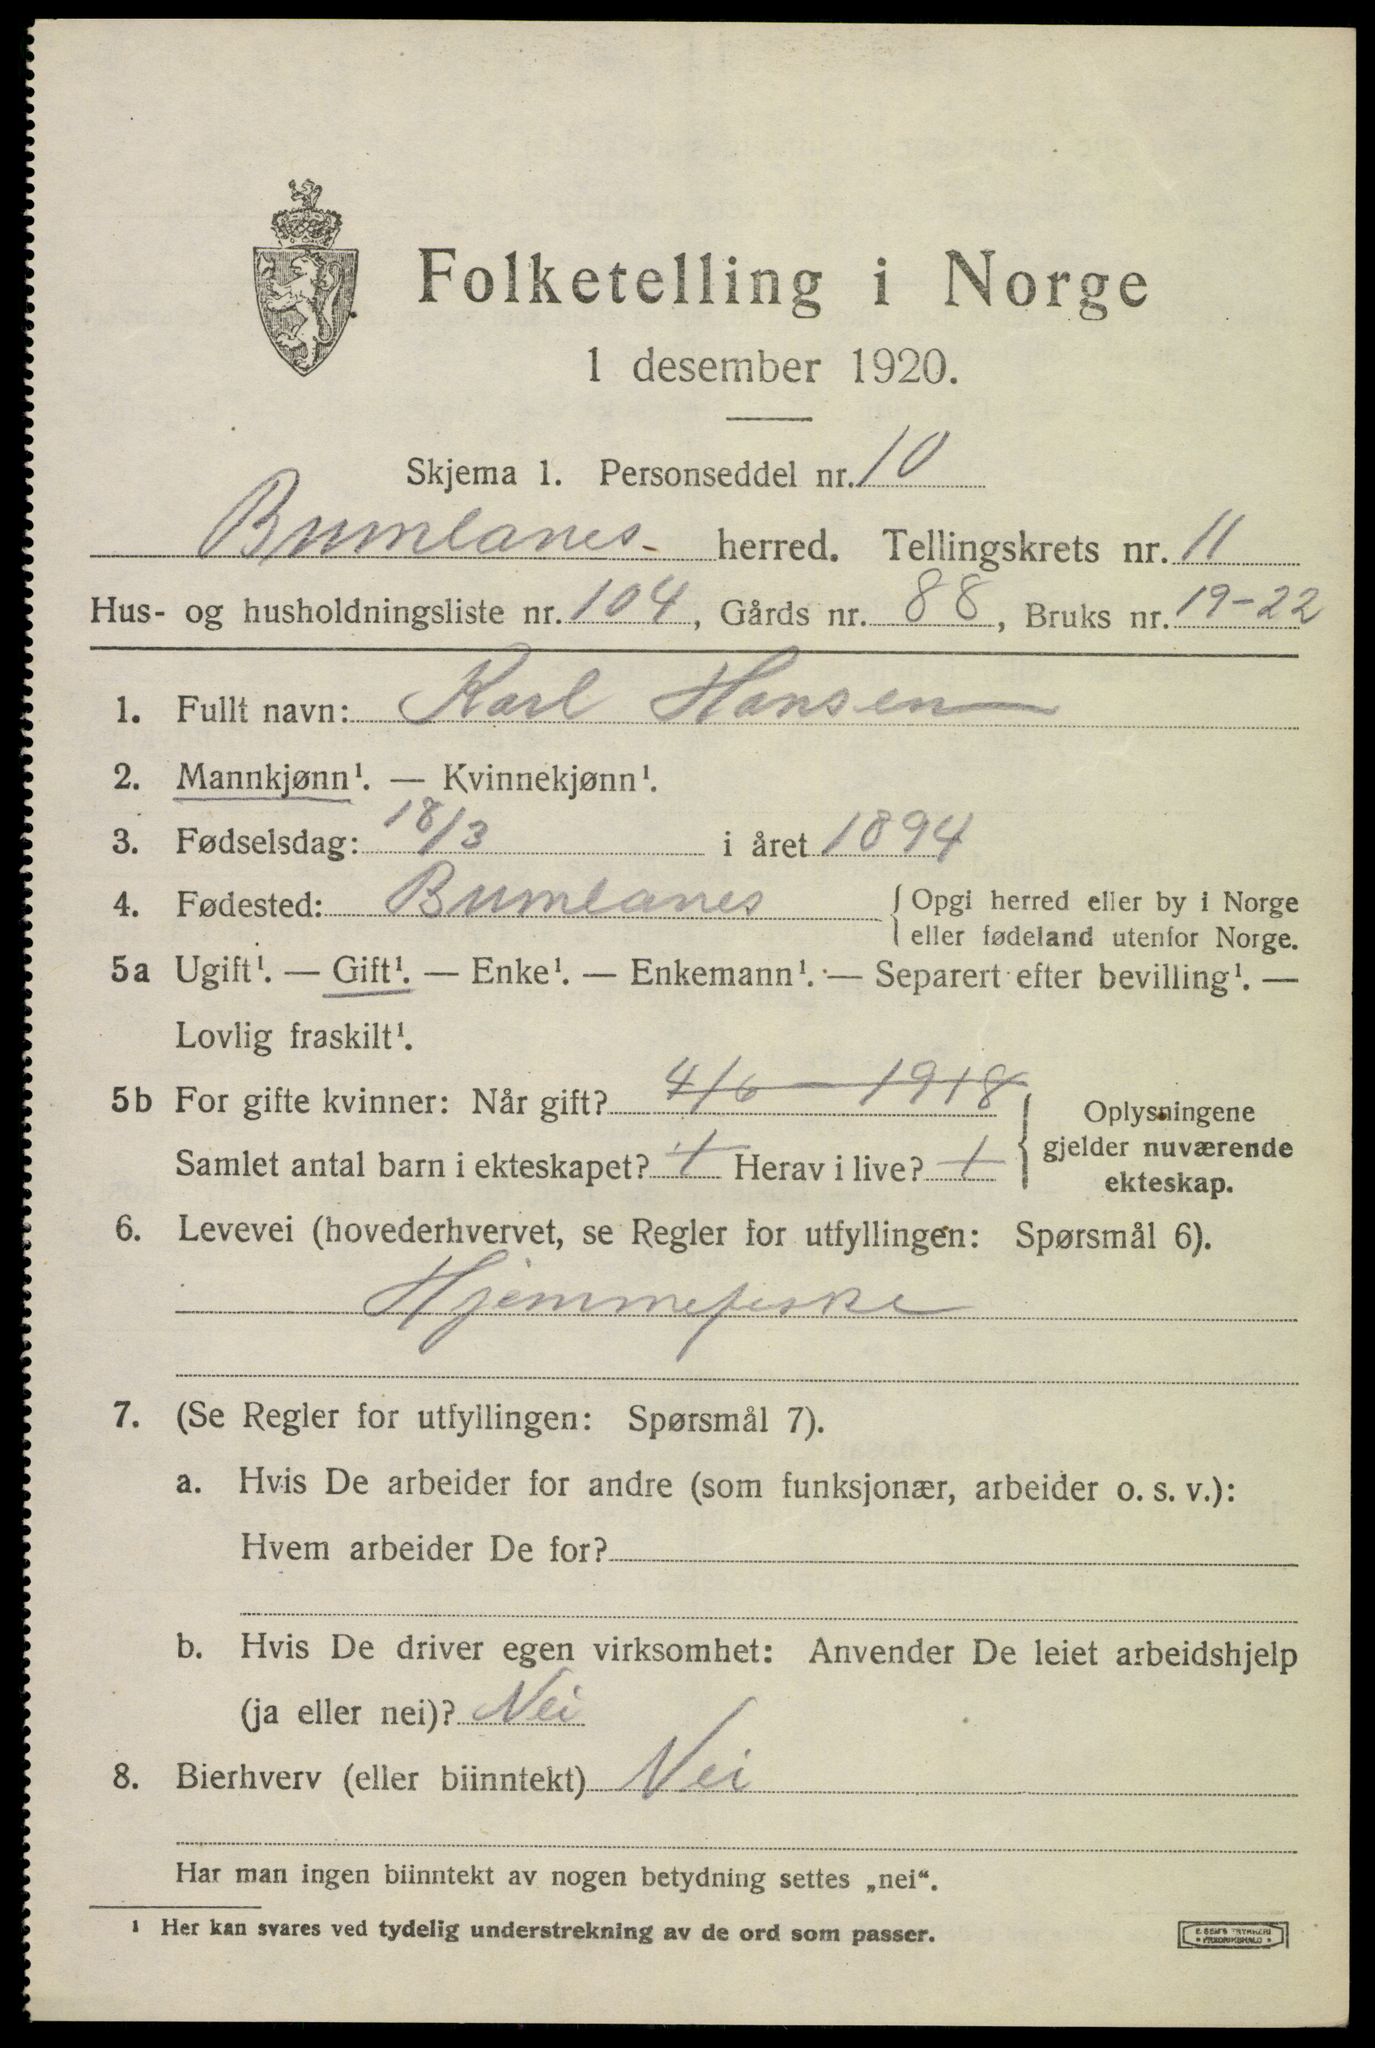 Folketelling i Norge
1 desember 1920.
Skjema 1. Personseddel nr. 10
Brunlanes herred. Tellingskrets nr. 11
Hus- og husholdningsliste nr. 104, Gårds nr. 88, Bruks nr. 19-22
1. Fullt navn: Karl Hansen
2. Mannkjønn¹. — Kvinnekjønn¹.
3. Fødselsdag: 18/3 i året 1894
4. Fødested: Brunlanes { Opgi herred eller by i Norge
eller fødeland utenfor Norge.
5a Ugift¹. — Gift¹. — Enke¹. — Enkemann¹. — Separert efter bevilling¹. —
Lovlig fraskilt¹.
5b For gifte kvinner: Når gift? 4/6 — 1918 } Oplysningene
Samlet antal barn i ekteskapet? 1 Herav i live? 1 gjelder nuværende
ekteskap.
6. Levevei (hovederhvervet, se Regler for utfyllingen: Spørsmål 6).
Hjemmefiske
7. (Se Regler for utfyllingen: Spørsmål 7).
a. Hvis De arbeider for andre (som funksjonær, arbeider o. s. v.):
Hvem arbeider De for?
b. Hvis De driver egen virksomhet: Anvender De leiet arbeidshjelp
(ja eller nei)? Nei
8. Bierhverv (eller biinntekt) Nei
Har man ingen biinntekt av nogen betydning settes „nei“.
¹ Her kan svares ved tydelig understrekning av de ord som passer.
E. SEM'S TRYKKERI
* FREDRIKSHALD *